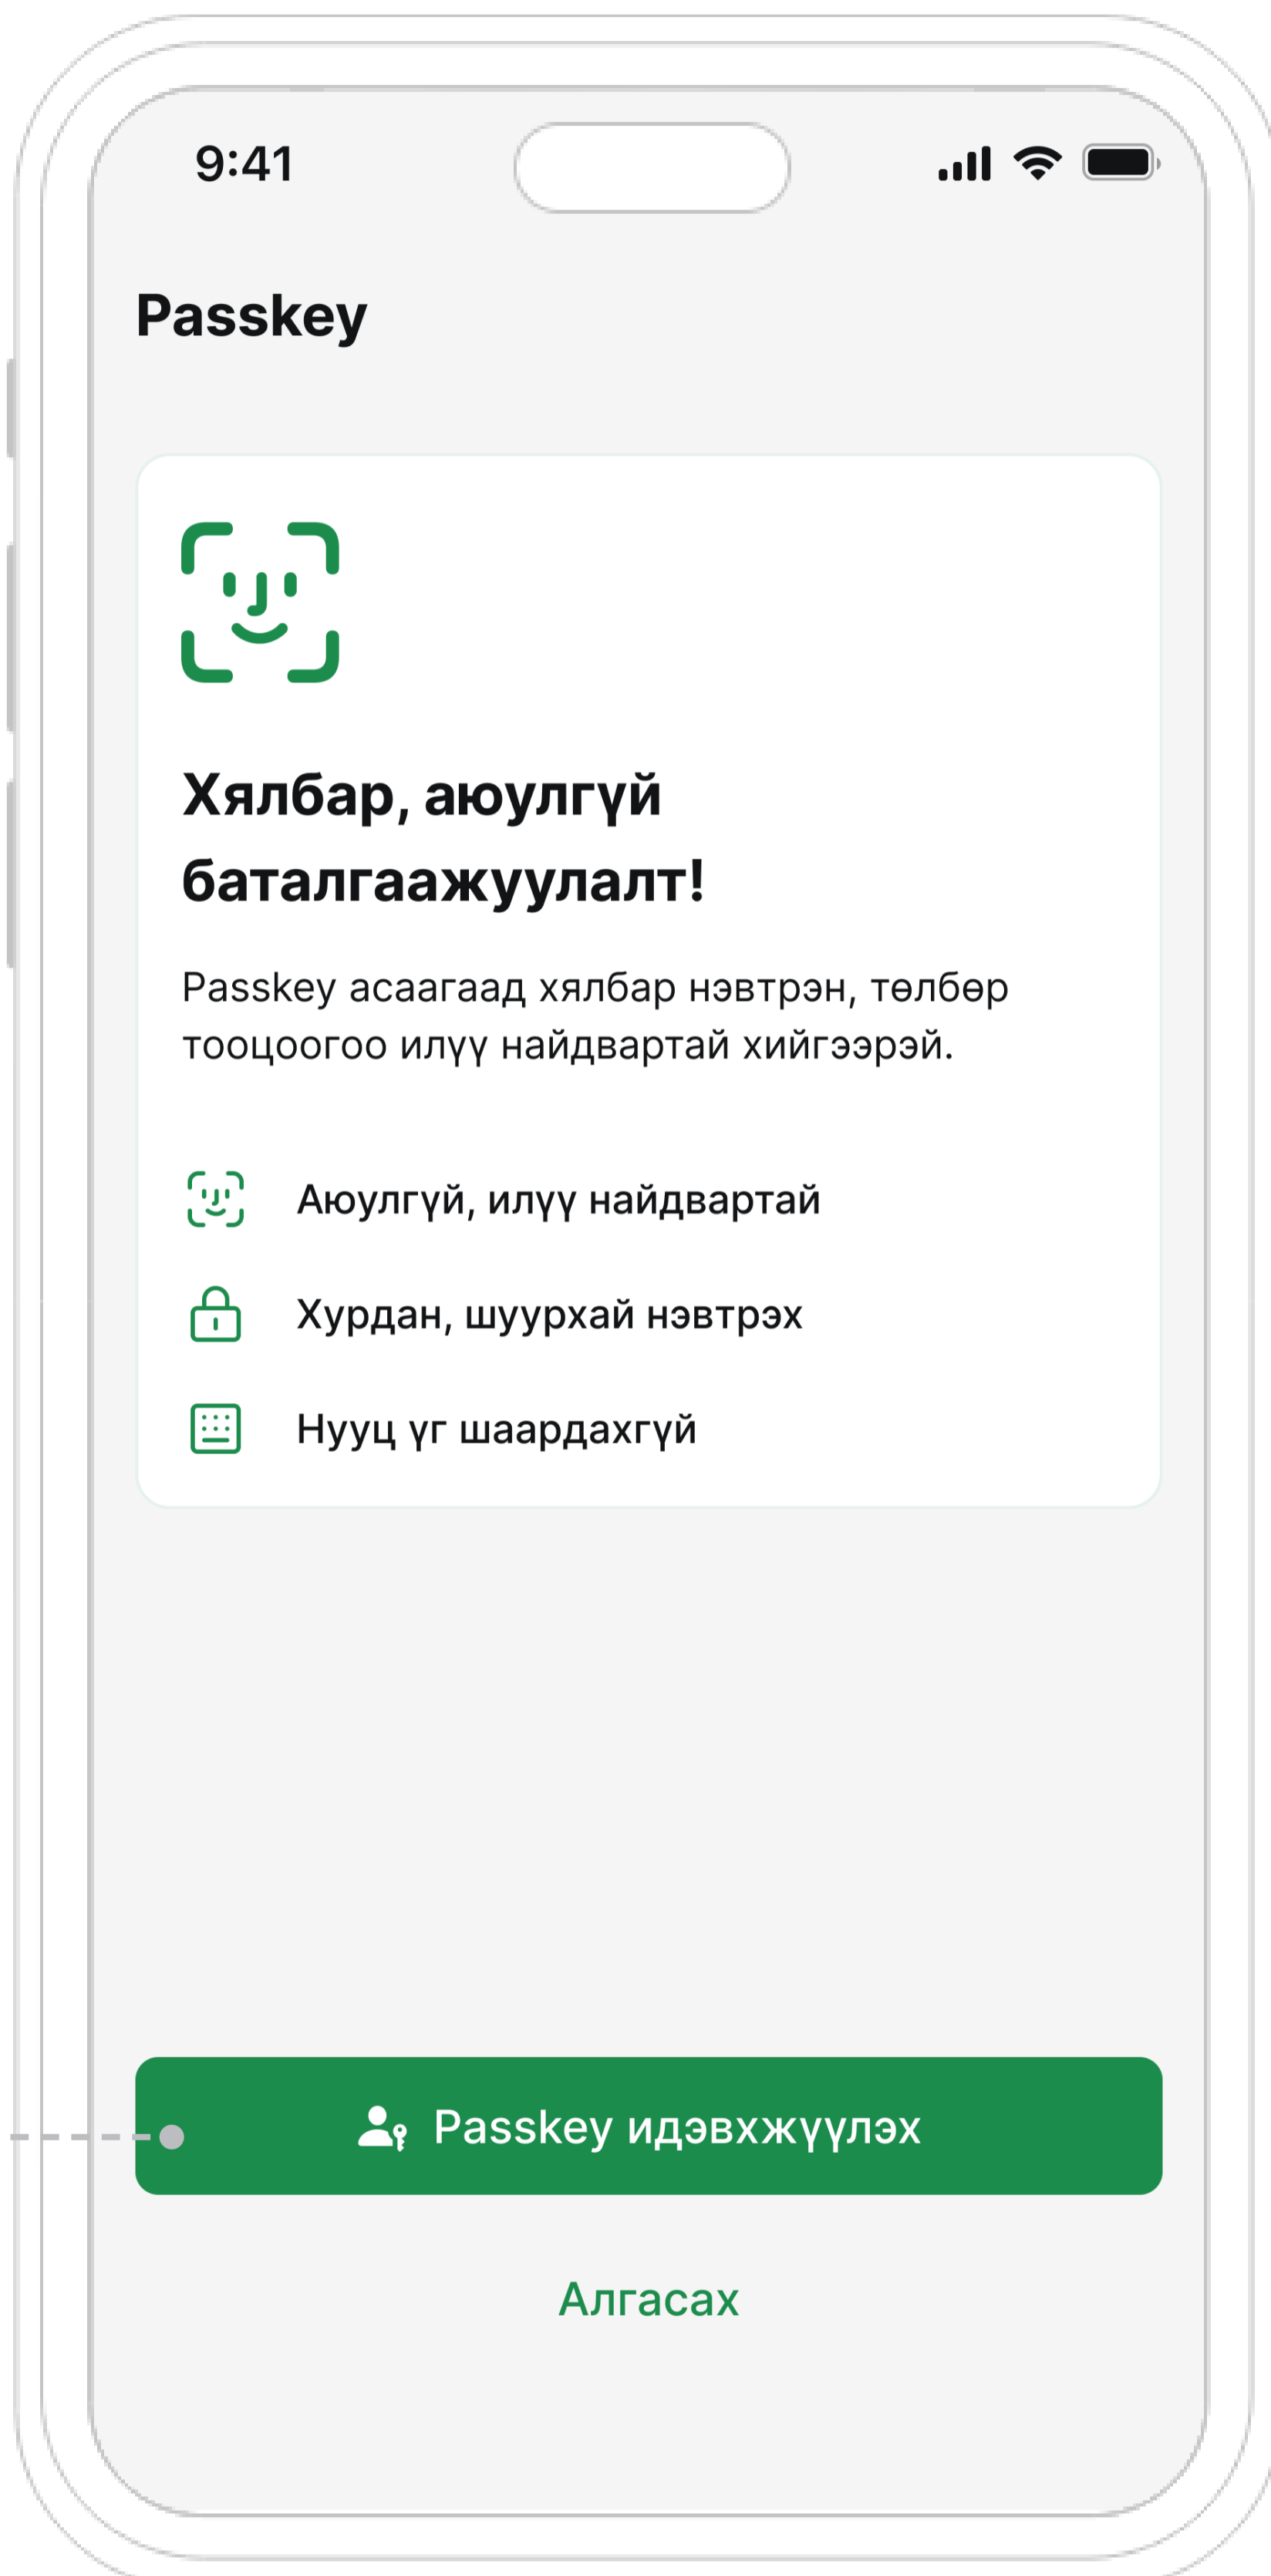 9:41
Passkey
Хялбар, аюулгүй
баталгаажуулалт!
Passkey асаагаад хялбар нэвтрэн, төлбөр
тооцоогоо илүү найдвартай хийгээрэй.
Аюулгүй, илүү найдвартай
Хурдан, шуурхай нэвтрэх
Нууц үг шаардахгүй
Passkey идэвхжүүлэх
Алгасах